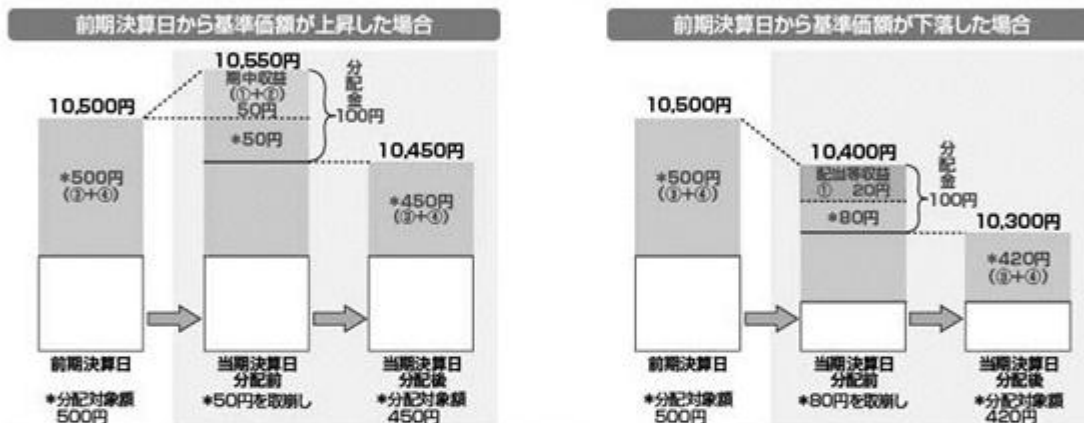 前期決算日から基準価額が上昇した場合
10,550円
期中収益
(①+②)
50円
*50円
分配金
100円
10,500円
*500円
(③+④)
10,450円
*450円
(③+④)
前期決算日
当期決算日
分配前
当期決算日
分配後
*分配対象額
500円
*50円を取崩し
*分配対象額
450円
前期決算日から基準価額が下落した場合
10,500円
*500円
(③+④)
10,400円
配当等収益
① 20円
*80円
分配金
100円
10,300円
*420円
(③+④)
前期決算日
当期決算日
分配前
当期決算日
分配後
*分配対象額
500円
*80円を取崩し
*分配対象額
420円